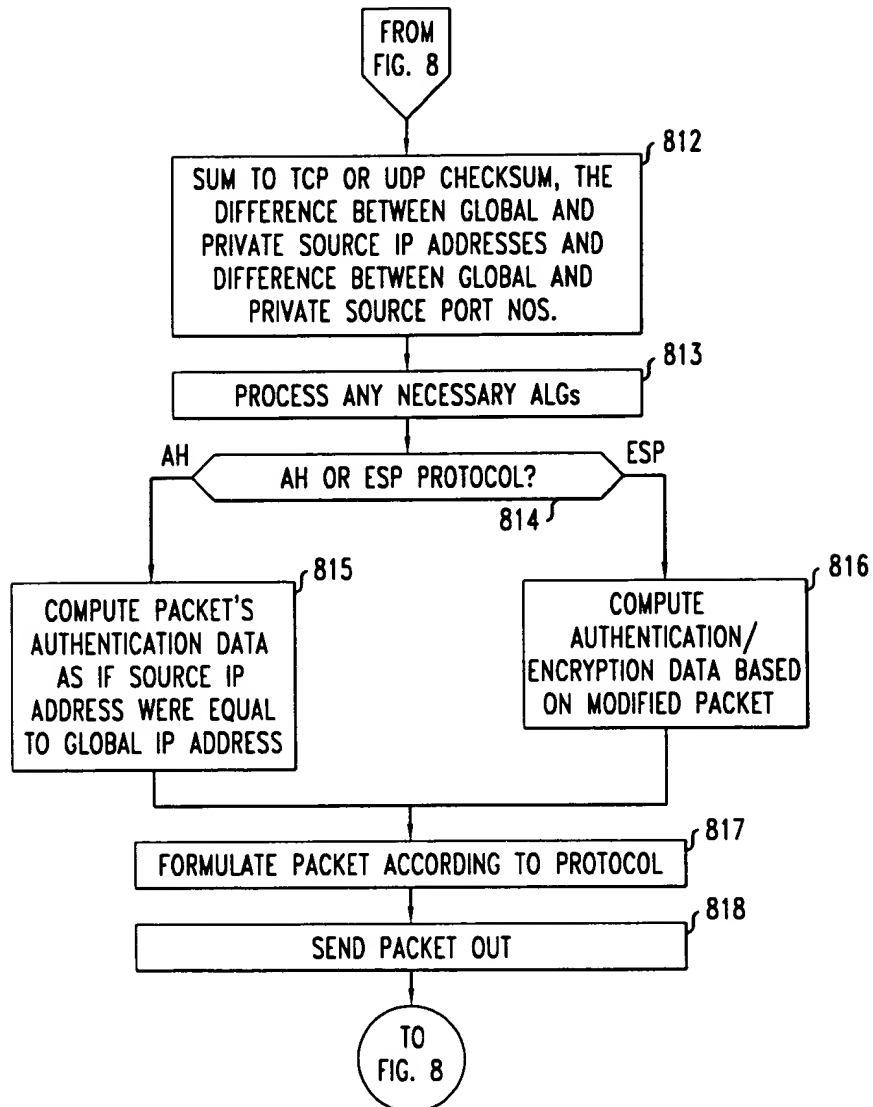 FROM
FIG. 8
812
SUM TO TCP OR UDP CHECKSUM, THE
DIFFERENCE BETWEEN GLOBAL AND
PRIVATE SOURCE IP ADDRESSES AND
DIFFERENCE BETWEEN GLOBAL AND
PRIVATE SOURCE PORT NOS.
813
PROCESS ANY NECESSARY ALGs
AH
AH OR ESP PROTOCOL?
ESP
814
815
COMPUTE PACKET'S
AUTHENTICATION DATA
AS IF SOURCE IP
ADDRESS WERE EQUAL
TO GLOBAL IP ADDRESS
816
COMPUTE
AUTHENTICATION/
ENCRYPTION DATA BASED
ON MODIFIED PACKET
817
FORMULATE PACKET ACCORDING TO PROTOCOL
818
SEND PACKET OUT
TO
FIG. 8